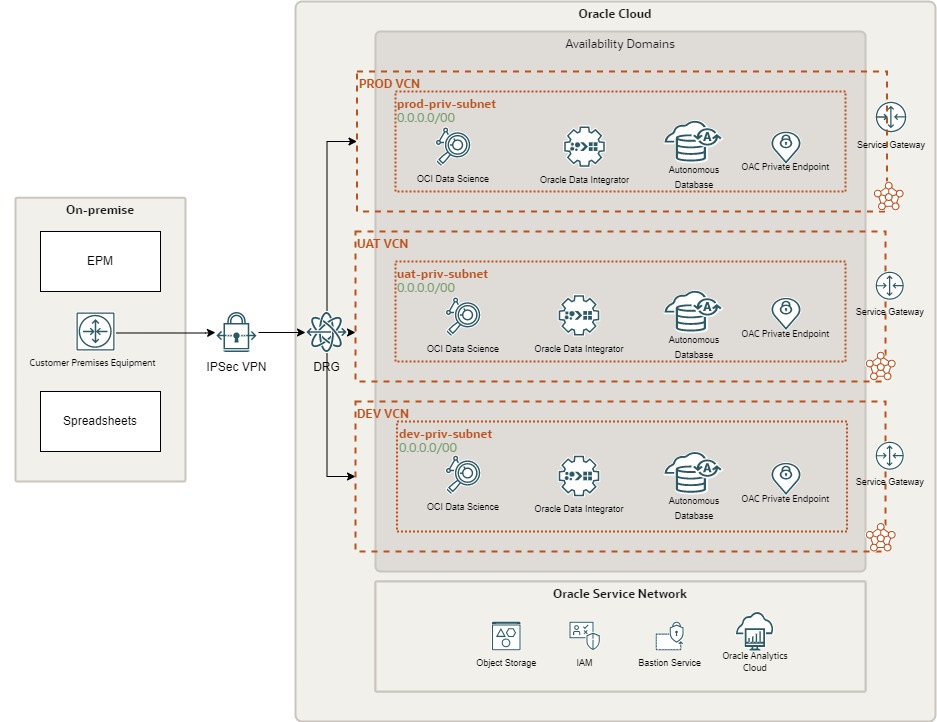 Oracle Cloud
Availability Domains
PROD VCN
prod-priv-subnet
0.0.0.0/00
OCI Data Science
Oracle Data Integrator
Autonomous
Database
OAC Private Endpoint
Service Gateway
On-premise
EPM
Customer Premises Equipment
Spreadsheets
IPSec VPN
DRG
UAT VCN
uat-priv-subnet
0.0.0.0/00
OCI Data Science
Oracle Data Integrator
Autonomous
Database
OAC Private Endpoint
Service Gateway
DEV VCN
dev-priv-subnet
0.0.0.0/00
OCI Data Science
Oracle Data Integrator
Autonomous
Database
OAC Private Endpoint
Service Gateway
Oracle Service Network
Object Storage
IAM
Bastion Service
Oracle Analytics
Cloud